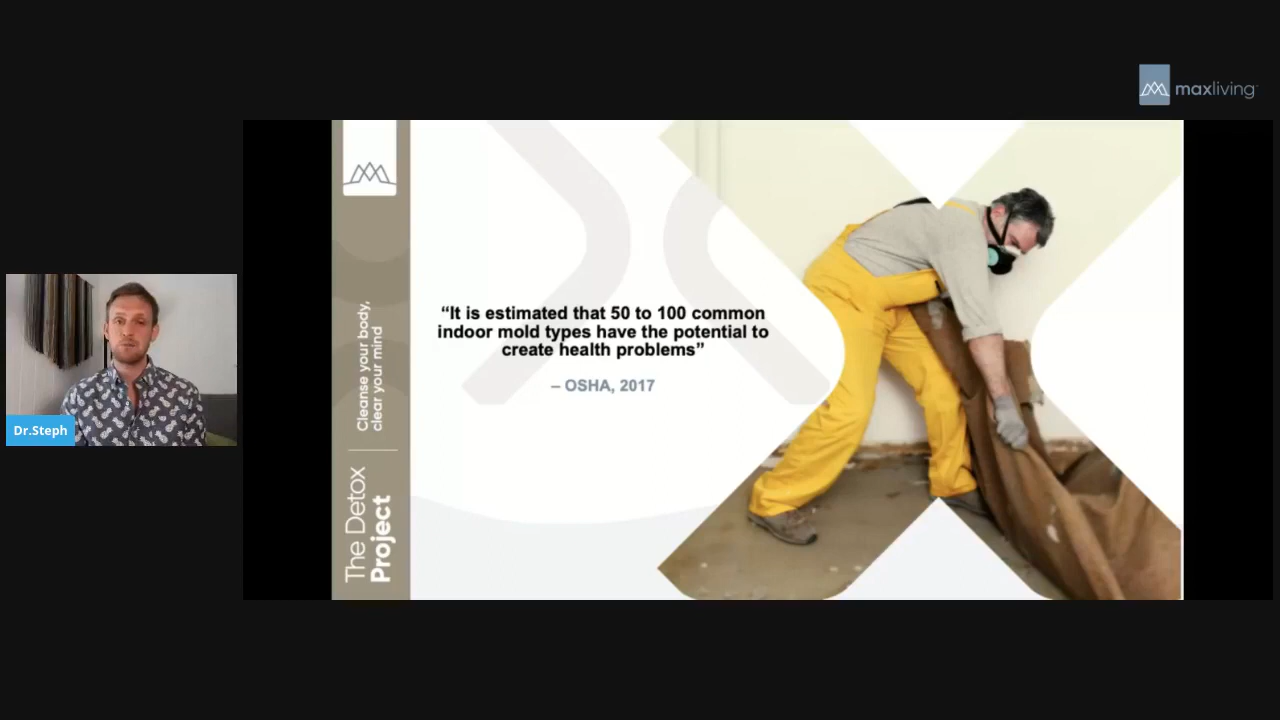 maxliving
Cleanse your body,
clear your mind
The Detox
Project
“It is estimated that 50 to 100 common
indoor mold types have the potential to
create health problems”
– OSHA, 2017
Dr.Steph